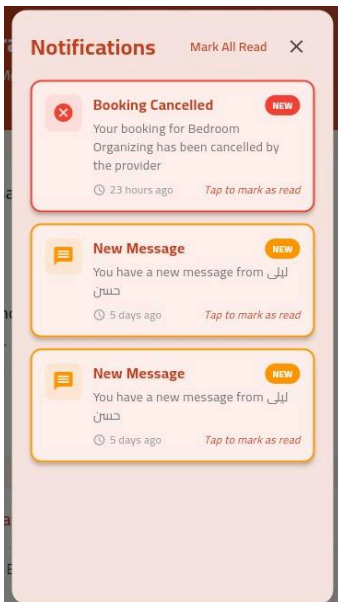 Notifications
Mark All Read
Booking Cancelled
NEW
Your booking for Bedroom
Organizing has been cancelled by
the provider
23 hours ago
Tap to mark as read
New Message
NEW
You have a new message from ليلى
حسن
5 days ago
Tap to mark as read
New Message
NEW
You have a new message from ليلى
حسن
5 days ago
Tap to mark as read